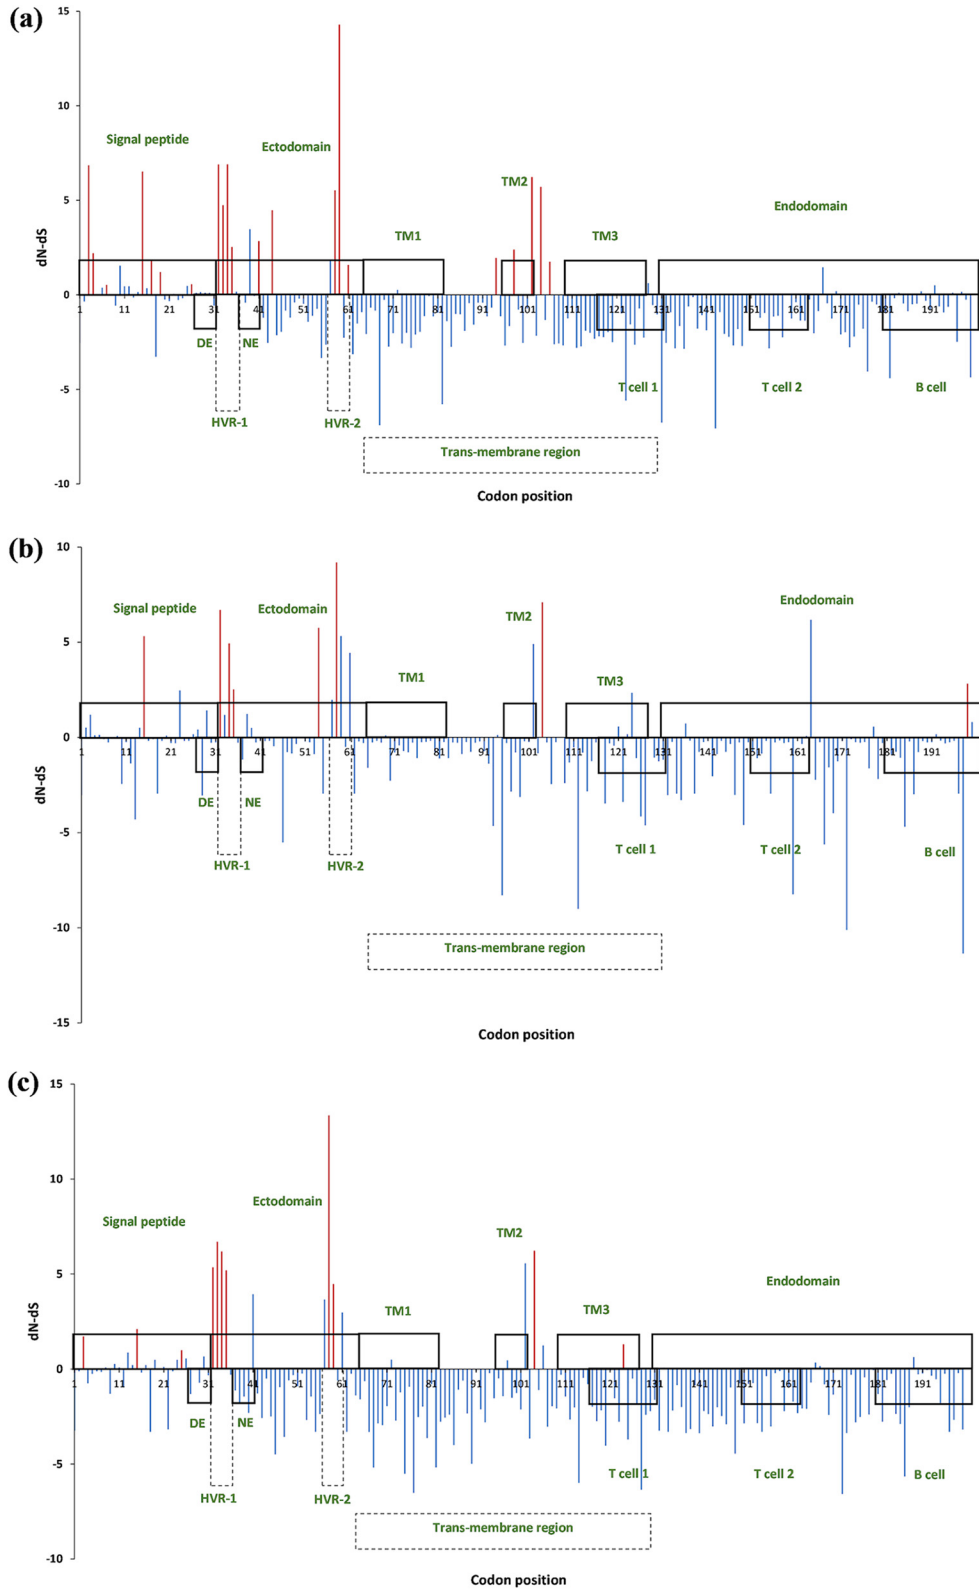 (a)
15
10
5
0
-5
-10
dN-dS
Signal peptide
Ectodomain
TM1
TM2
TM3
Endodomain
1 11 21 31 41 51 61 71 81 91 101 111 121 131 141 151 161 171 181 191
DE
NE
HVR-1
HVR-2
T cell 1
T cell 2
B cell
Trans-membrane region
Codon position
(b)
10
5
0
-5
-10
-15
dN-dS
Signal peptide
Ectodomain
TM1
TM2
TM3
Endodomain
1 11 21 31 41 51 61 71 81 91 101 111 121 131 141 151 161 171 181 191
DE
NE
HVR-1
HVR-2
T cell 1
T cell 2
B cell
Trans-membrane region
Codon position
(c)
15
10
5
0
-5
-10
dN-dS
Signal peptide
Ectodomain
TM1
TM2
TM3
Endodomain
1 11 21 31 41 51 61 71 81 91 101 111 121 131 141 151 161 171 181 191
DE
NE
HVR-1
HVR-2
T cell 1
T cell 2
B cell
Trans-membrane region
Codon position